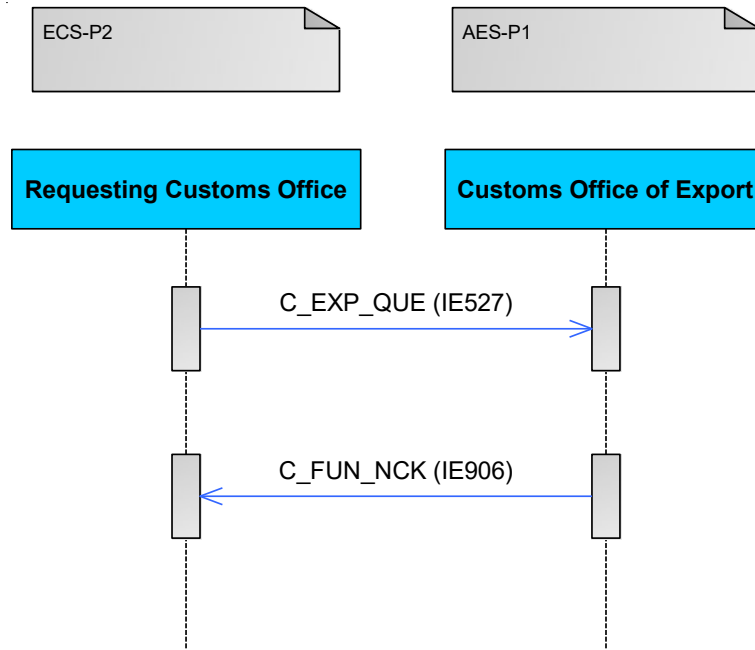 ECS-P2
AES-P1
Requesting Customs Office
Customs Office of Export
C_EXP_QUE (IE527)
C_FUN_NCK (IE906)